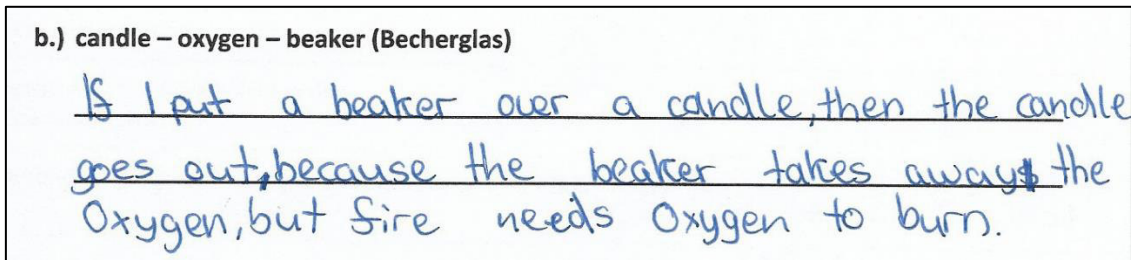 b.) candle – oxygen – beaker (Becherglas)
If I put a beaker over a candle, then the candle
goes out, because the beaker takes away the
Oxygen, but fire needs Oxygen to burn.